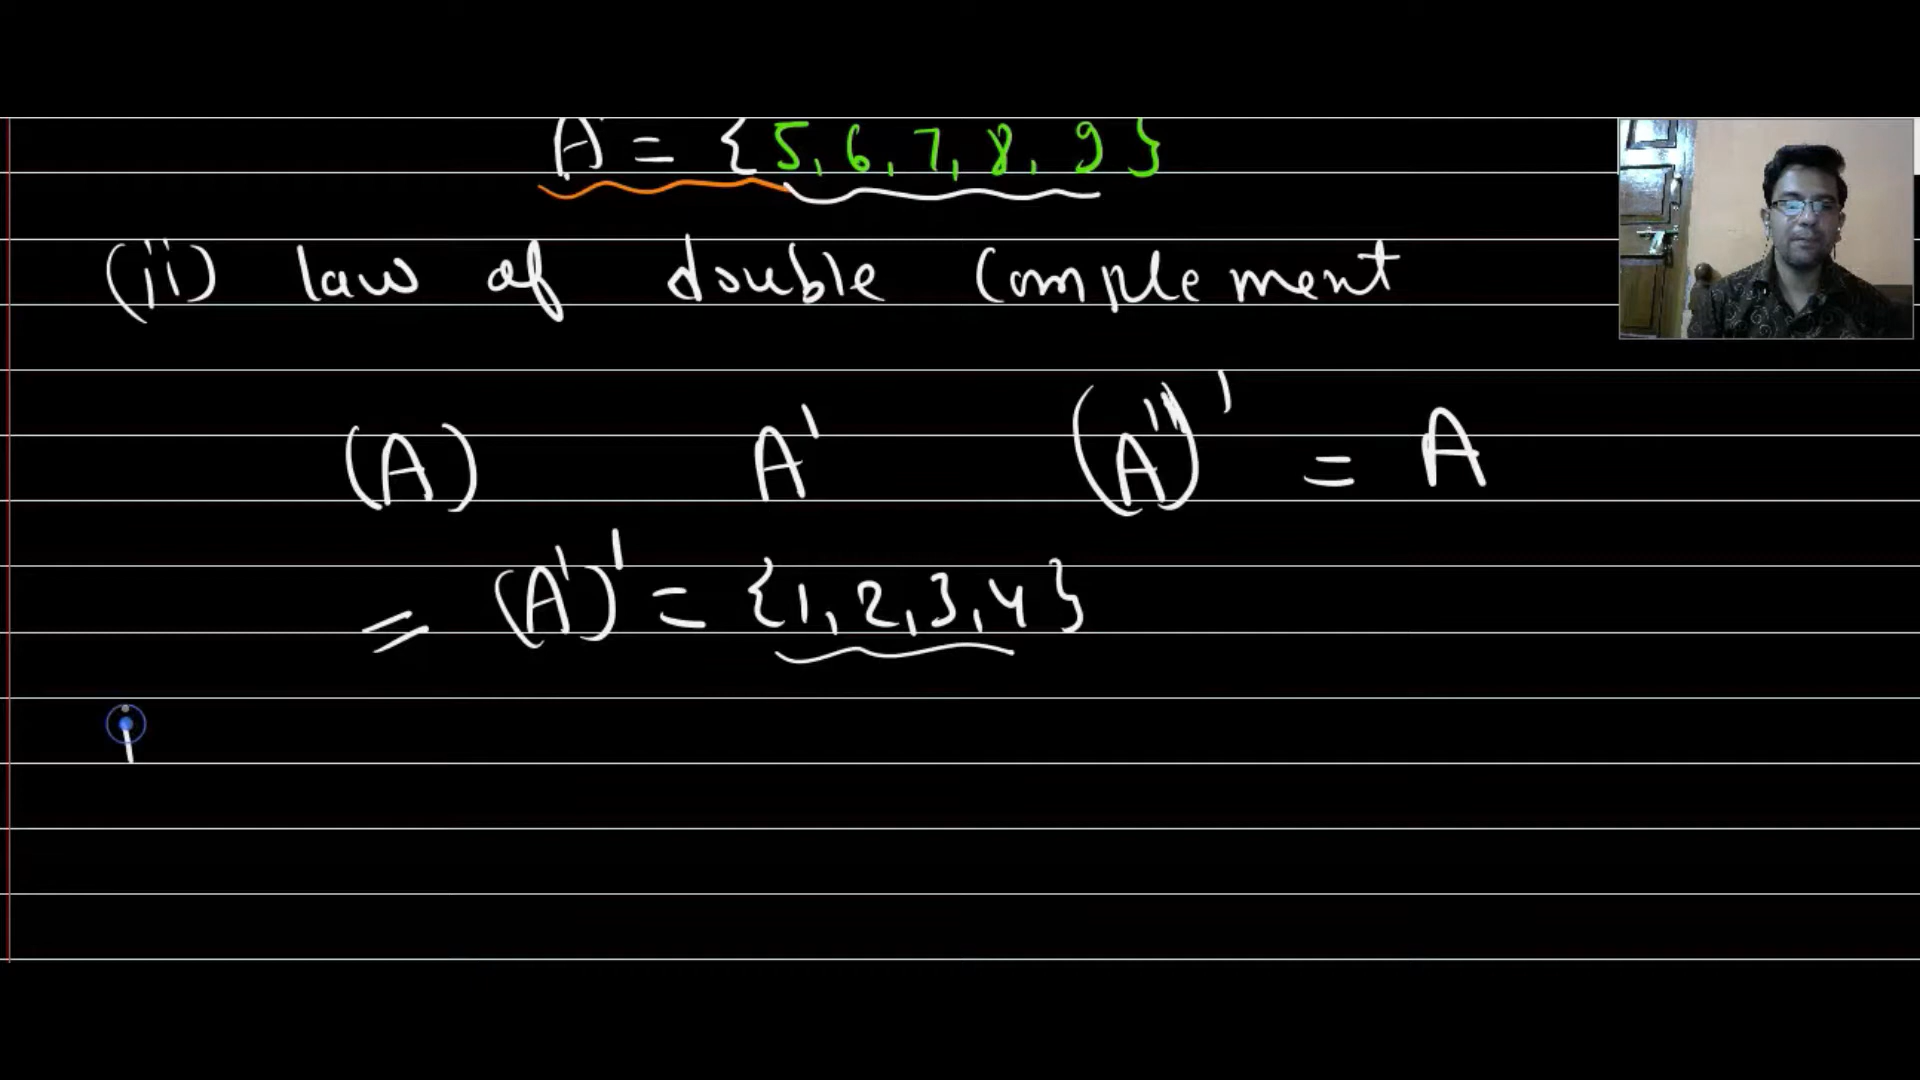 A = {5, 6, 7, 8, 9}
(ii) law of double complement
(A) A' (A')' = A
= (A')' = {1, 2, 3, 4}